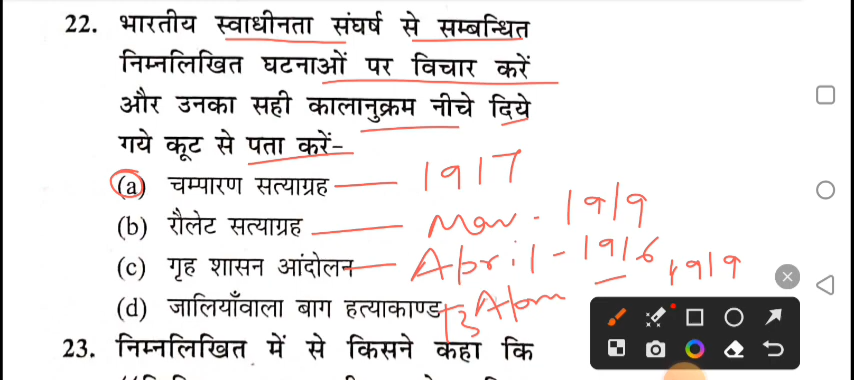 22. भारतीय स्वाधीनता संघर्ष से सम्बन्धित
निम्नलिखित घटनाओं पर विचार करें
और उनका सही कालानुक्रम नीचे दिये
गये कूट से पता करें-
(a) चम्पारण सत्याग्रह 1917
(b) रौलेट सत्याग्रह 1919
(c) गृह शासन आंदोलन April - 1916
(d) जालियाँवाला बाग हत्याकाण्ड 13 1919
23. निम्नलिखित में से किसने कहा कि